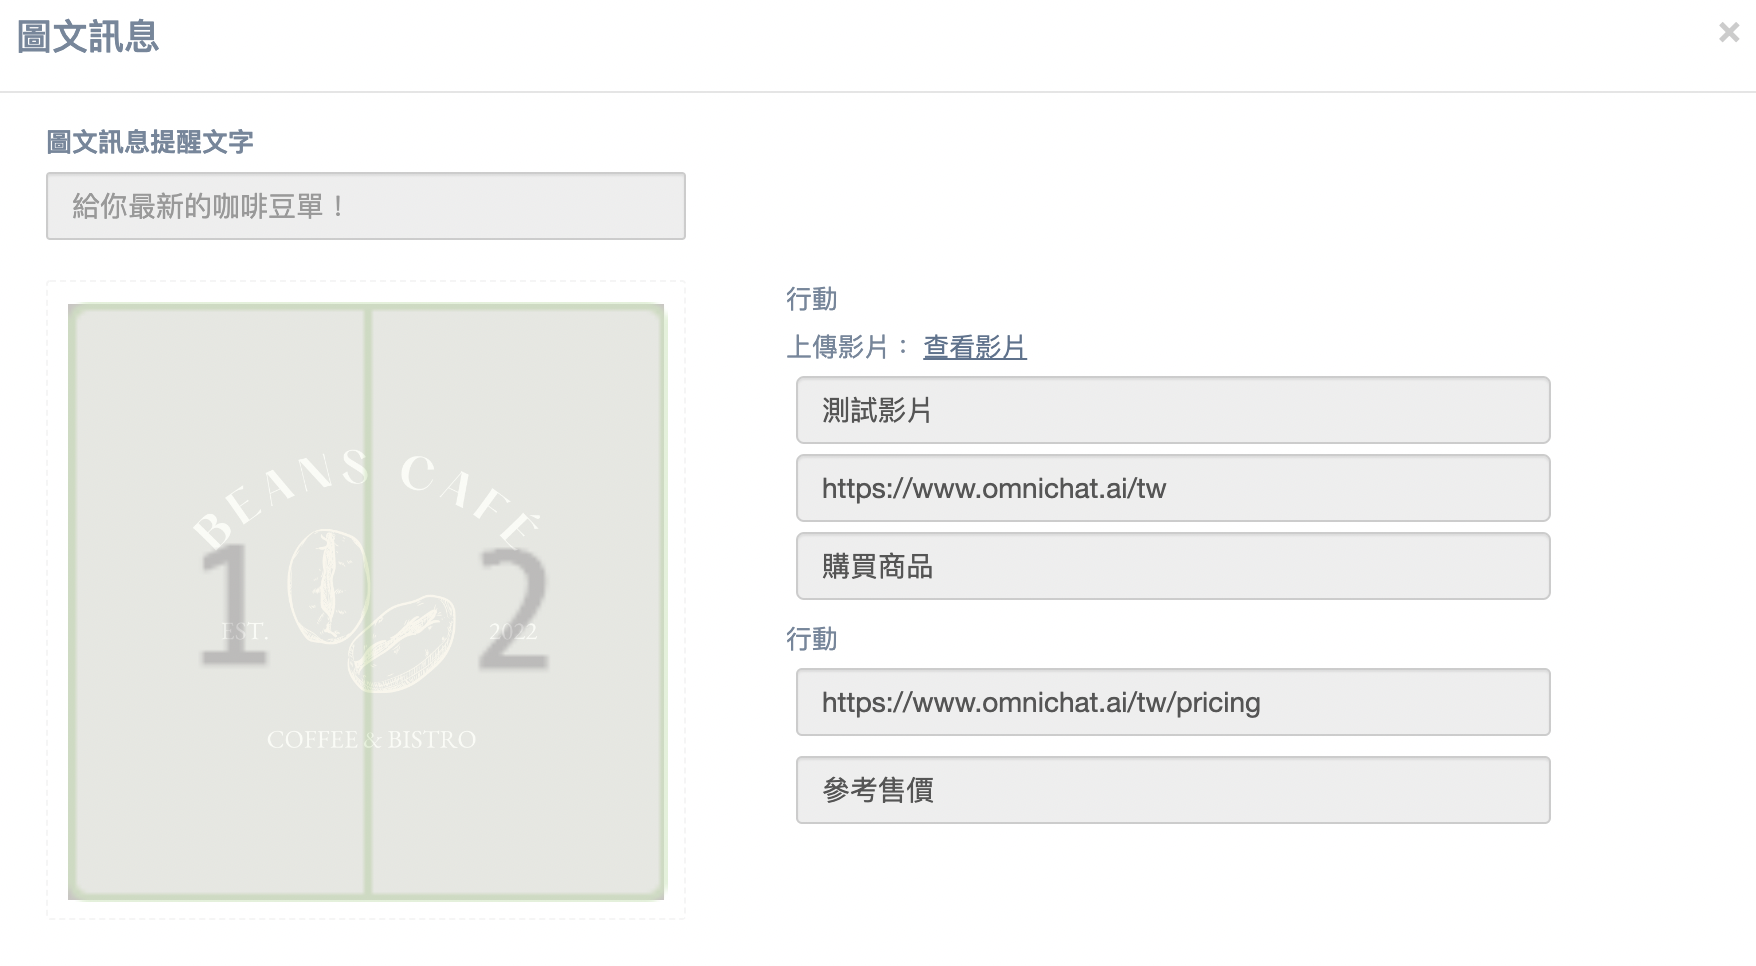 圖文訊息
×
圖文訊息提醒文字
給你最新的咖啡豆單！
BEANS CAFÉ
1 2
EST. 2022
COFFEE & BISTRO
行動
上傳影片： 查看影片
測試影片
https://www.omnichat.ai/tw
購買商品
行動
https://www.omnichat.ai/tw/pricing
參考售價